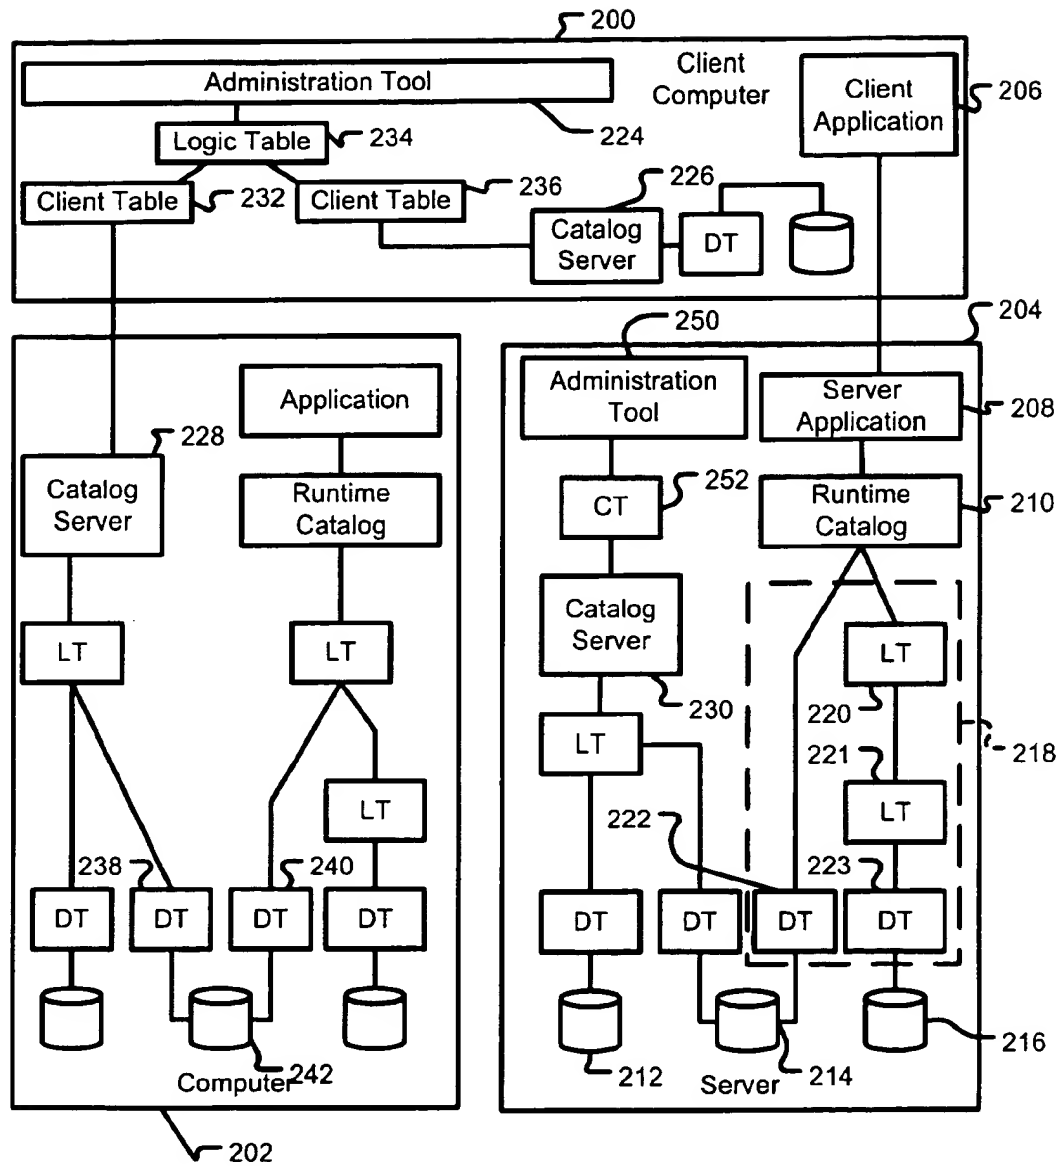 200
Administration Tool
Client
Computer
Client
Application
206
Logic Table
234
224
Client Table
232
Client Table
236
226
Catalog
Server
DT
204
250
Administration
Tool
Server
Application
208
Application
228
Catalog
Server
Runtime
Catalog
CT
252
Runtime
Catalog
210
Catalog
Server
230
LT
LT
LT
220
218
LT
221
LT
LT
222
223
238
240
DT
DT
DT
DT
DT
DT
DT
DT
242
212
214
216
Computer
Server
202